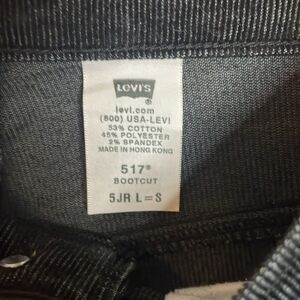 LEVI'S
®
levi.com
(800) USA-LEVI
53% COTTON
45% POLYESTER
2% SPANDEX
MADE IN HONG KONG
517®
BOOTCUT
5JR L=S